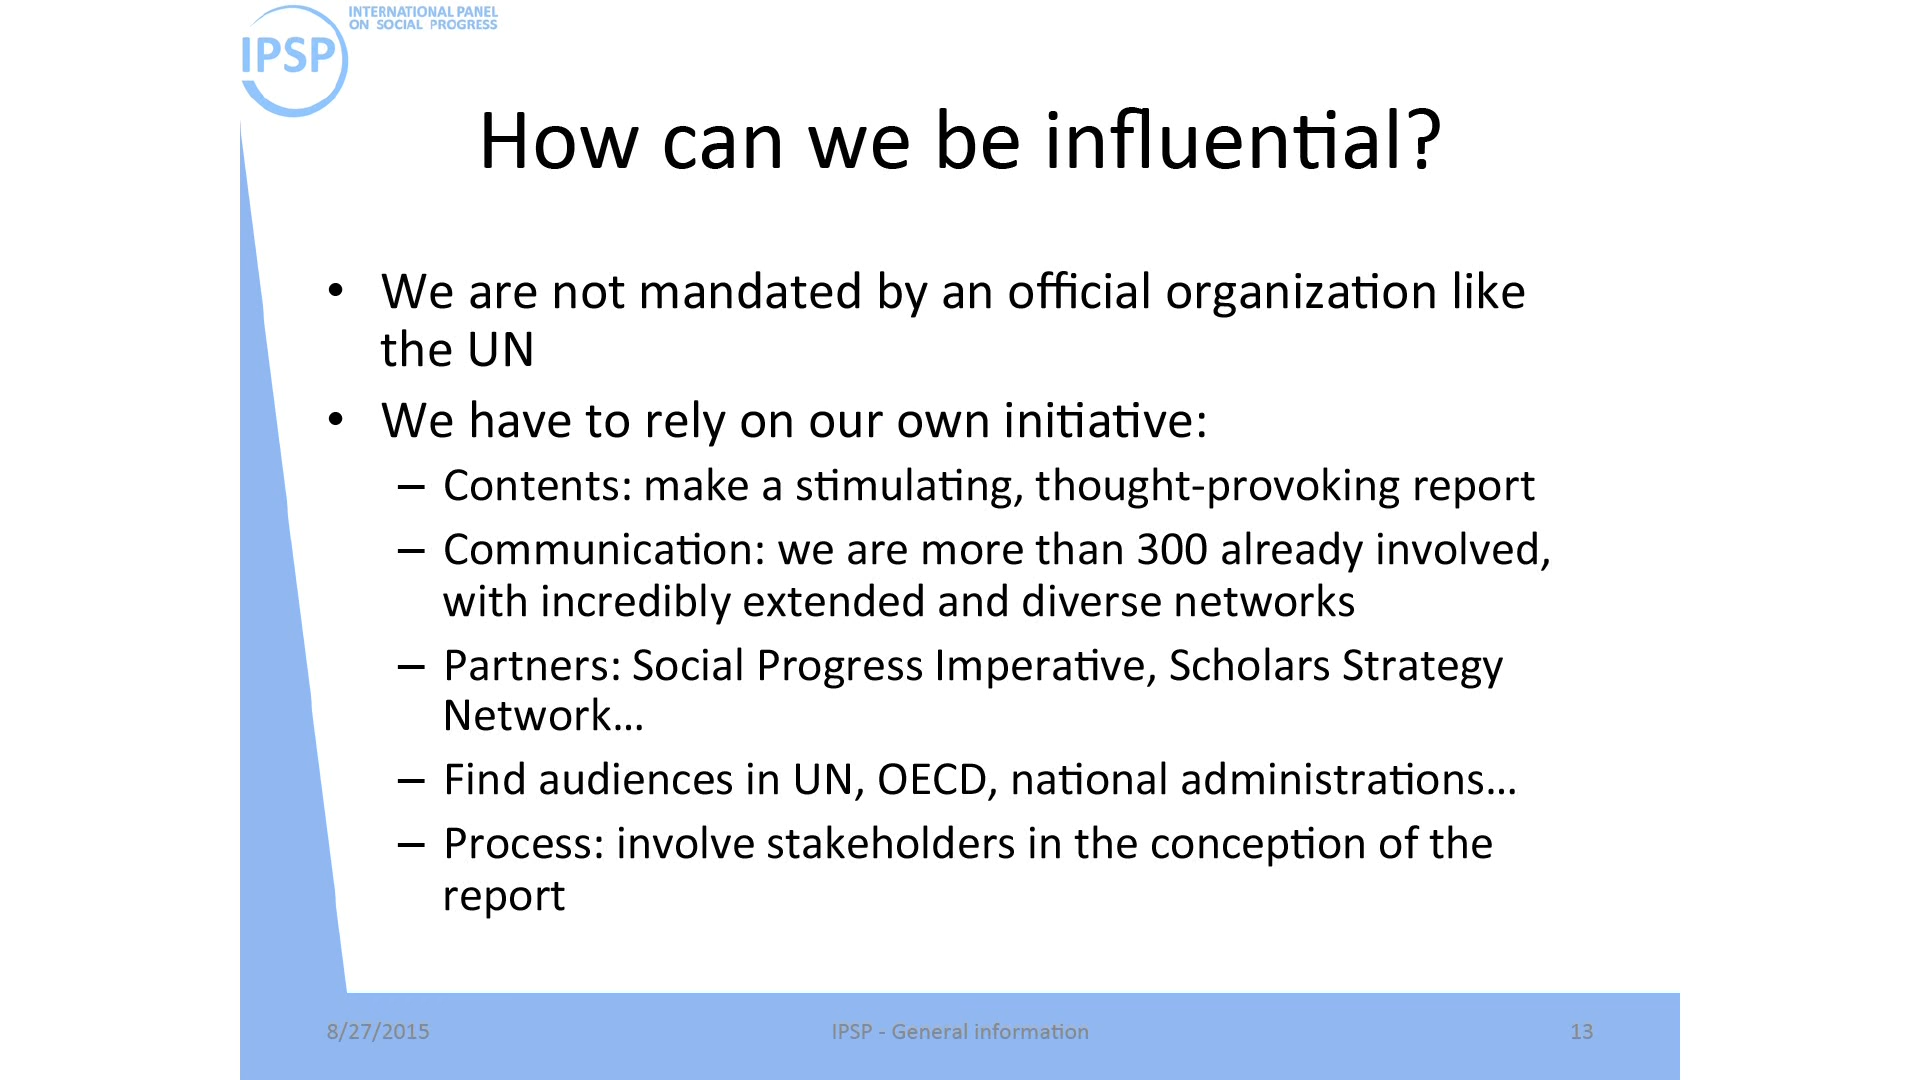 INTERNATIONAL PANEL
ON SOCIAL PROGRESS
IPSP
How can we be influential?
• We are not mandated by an official organization like
the UN
• We have to rely on our own initiative:
– Contents: make a stimulating, thought-provoking report
– Communication: we are more than 300 already involved,
with incredibly extended and diverse networks
– Partners: Social Progress Imperative, Scholars Strategy
Network…
– Find audiences in UN, OECD, national administrations…
– Process: involve stakeholders in the conception of the
report
8/27/2015
IPSP - General information
13